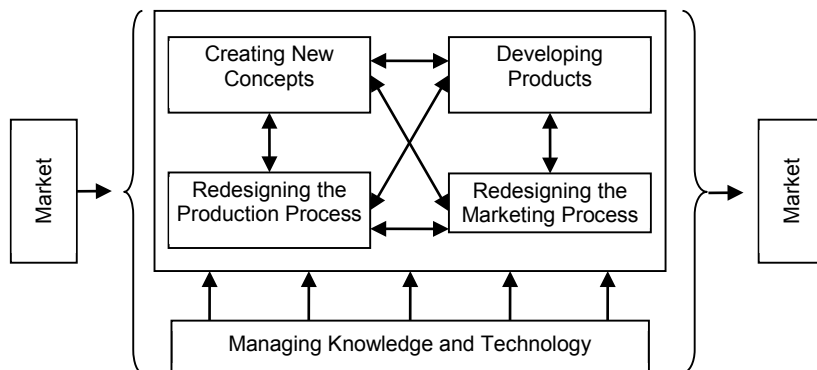 Creating New
Concepts
Developing
Products
Market
Redesigning the
Production Process
Redesigning the
Marketing Process
Market
Managing Knowledge and Technology